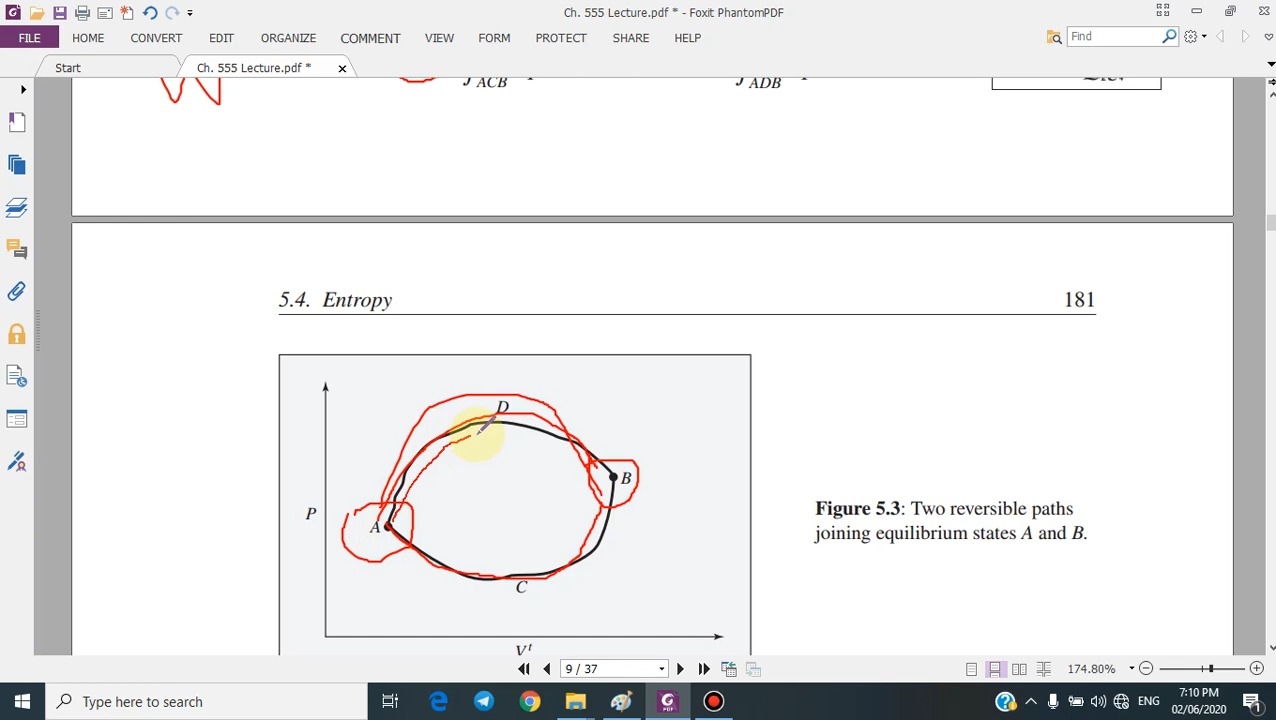 Ch. 555 Lecture.pdf * - Foxit PhantomPDF
FILE HOME CONVERT EDIT ORGANIZE COMMENT VIEW FORM PROTECT SHARE HELP Find
Start Ch. 555 Lecture.pdf *
ACB ADB
5.4. Entropy 181
D
B
P
A
C
V^t
Figure 5.3: Two reversible paths
joining equilibrium states A and B.
9 / 37 174.80%
Type here to search ENG 7:10 PM
02/06/2020